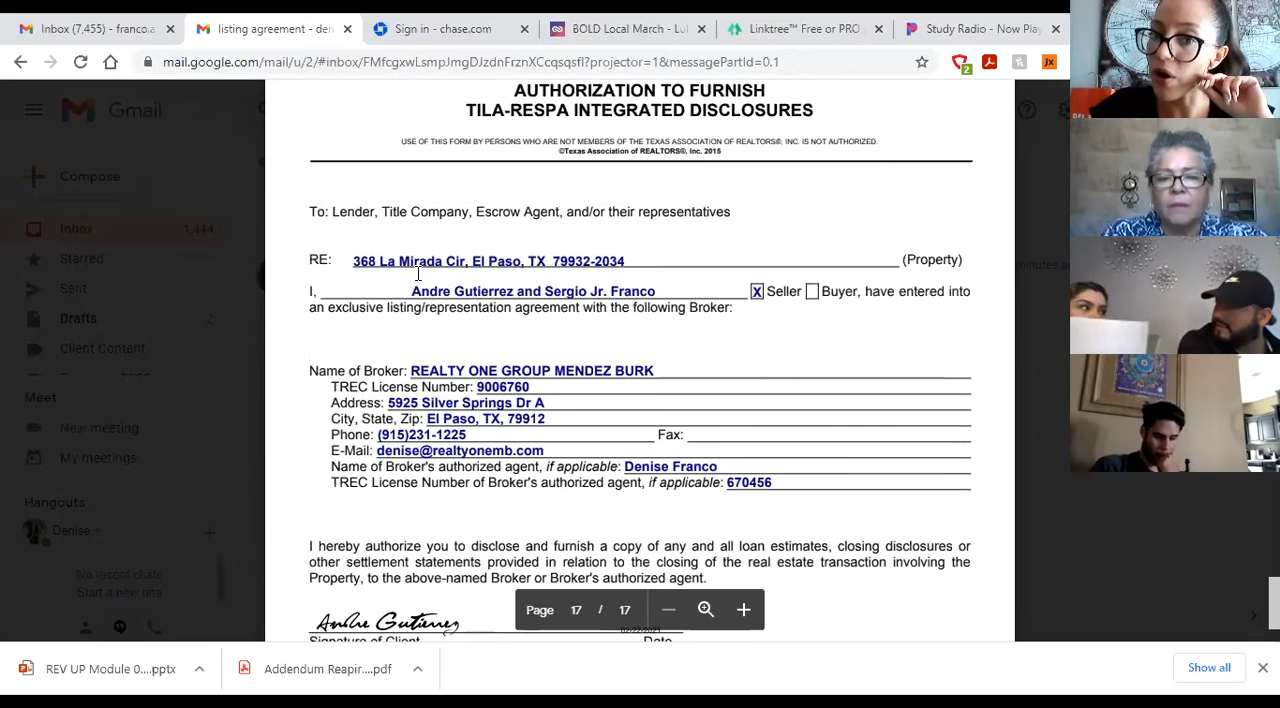 Inbox (7,455) - franco.a
listing agreement - den
Sign in - chase.com
BOLD Local March - Lul
Linktree™ Free or PRO
Study Radio - Now Play
mail.google.com/mail/u/2/#inbox/FMfcgxwLsmpJmgDJzdnFrznXCcqsqsfl?projector=1&messagePartId=0.1
2
Jx
Gmail
Compose
Inbox 1,444
Starred
Sent
Drafts 2
Client Content
Meet
New meeting
My meetings
Hangouts
Denise
No recent chats
Start a new one
AUTHORIZATION TO FURNISH
TILA-RESPA INTEGRATED DISCLOSURES
USE OF THIS FORM BY PERSONS WHO ARE NOT MEMBERS OF THE TEXAS ASSOCIATION OF REALTORS®, INC. IS NOT AUTHORIZED.
©Texas Association of REALTORS®, Inc. 2015
To: Lender, Title Company, Escrow Agent, and/or their representatives
RE: 368 La Mirada Cir, El Paso, TX 79932-2034 (Property)
I, Andre Gutierrez and Sergio Jr. Franco X Seller Buyer, have entered into
an exclusive listing/representation agreement with the following Broker:
Name of Broker: REALTY ONE GROUP MENDEZ BURK
TREC License Number: 9006760
Address: 5925 Silver Springs Dr A
City, State, Zip: El Paso, TX, 79912
Phone: (915)231-1225 Fax:
E-Mail: denise@realtyonemb.com
Name of Broker's authorized agent, if applicable: Denise Franco
TREC License Number of Broker's authorized agent, if applicable: 670456
I hereby authorize you to disclose and furnish a copy of any and all loan estimates, closing disclosures or
other settlement statements provided in relation to the closing of the real estate transaction involving the
Property, to the above-named Broker or Broker's authorized agent.
Andre Gutierrez
Signature of Client Date
Page 17 / 17
REV UP Module 0....pptx
Addendum Reapir....pdf
Show all